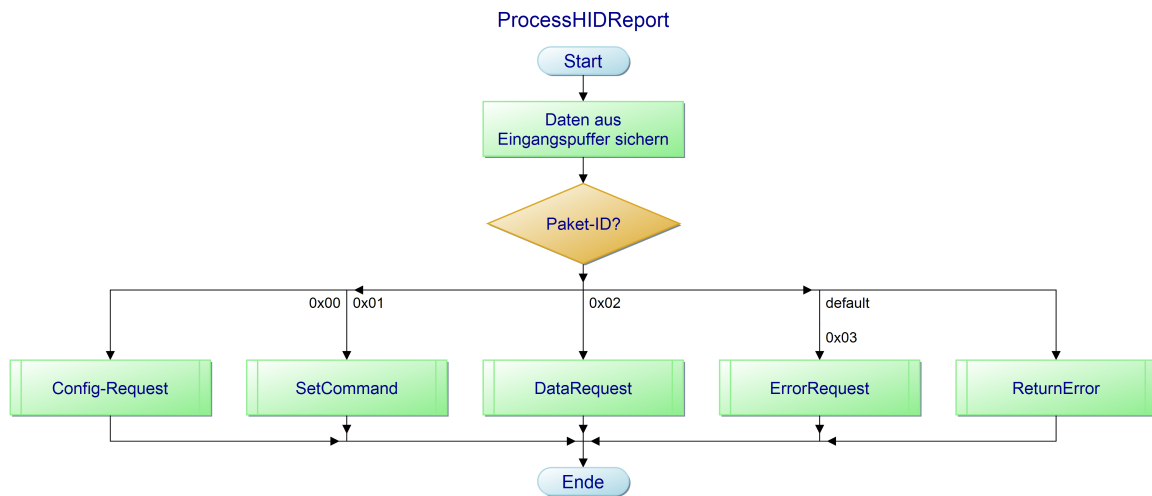 ProcessHIDReport
Start
Daten aus
Eingangspuffer sichern
Paket-ID?
0x00
0x01
0x02
default
0x03
Config-Request
SetCommand
DataRequest
ErrorRequest
ReturnError
Ende